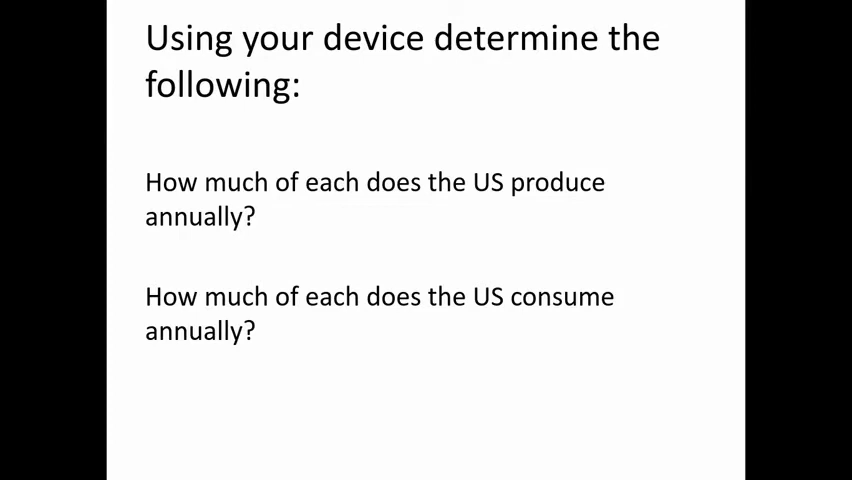 Using your device determine the
following:
How much of each does the US produce
annually?
How much of each does the US consume
annually?